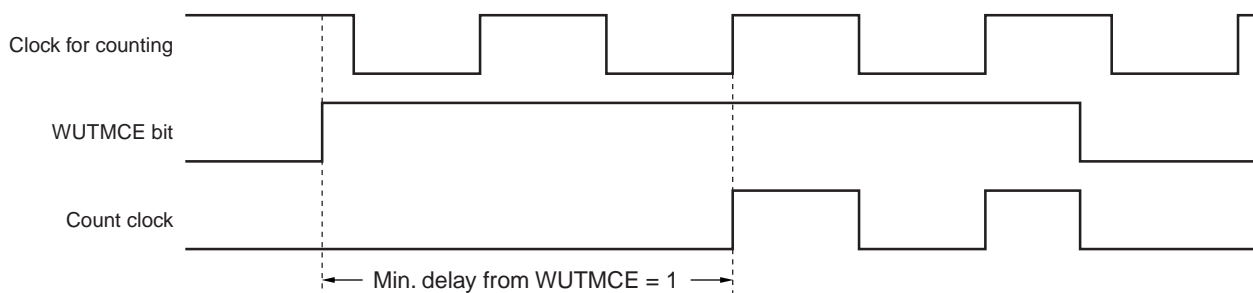 Clock for counting
WUTMCE bit
Count clock
Min. delay from WUTMCE = 1